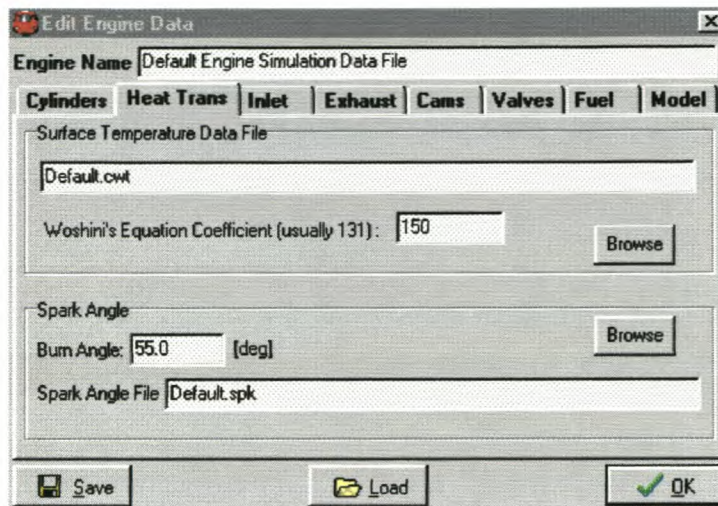 Edit Engine Data
Engine Name Default Engine Simulation Data File
Cylinders Heat Trans Inlet Exhaust Cams Valves Fuel Model
Surface Temperature Data File
Default.cwt
Woshini's Equation Coefficient (usually 131) : 150
Browse
Spark Angle
Browse
Burn Angle: 55.0 [deg]
Spark Angle File Default.spk
Save Load OK